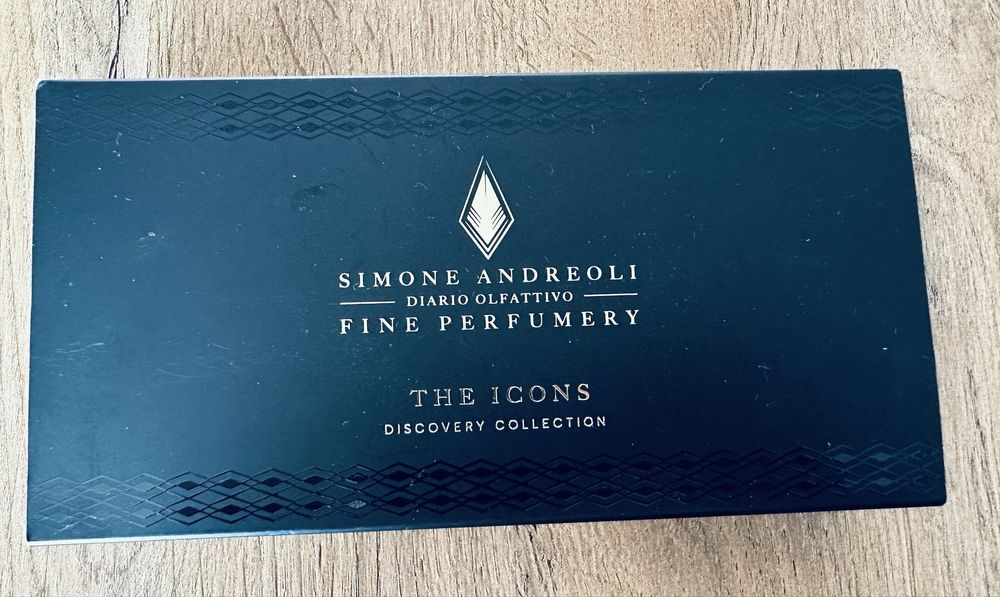 SIMONE ANDREOLI
DIARIO OLFATTIVO
FINE PERFUMERY
THE ICONS
DISCOVERY COLLECTION